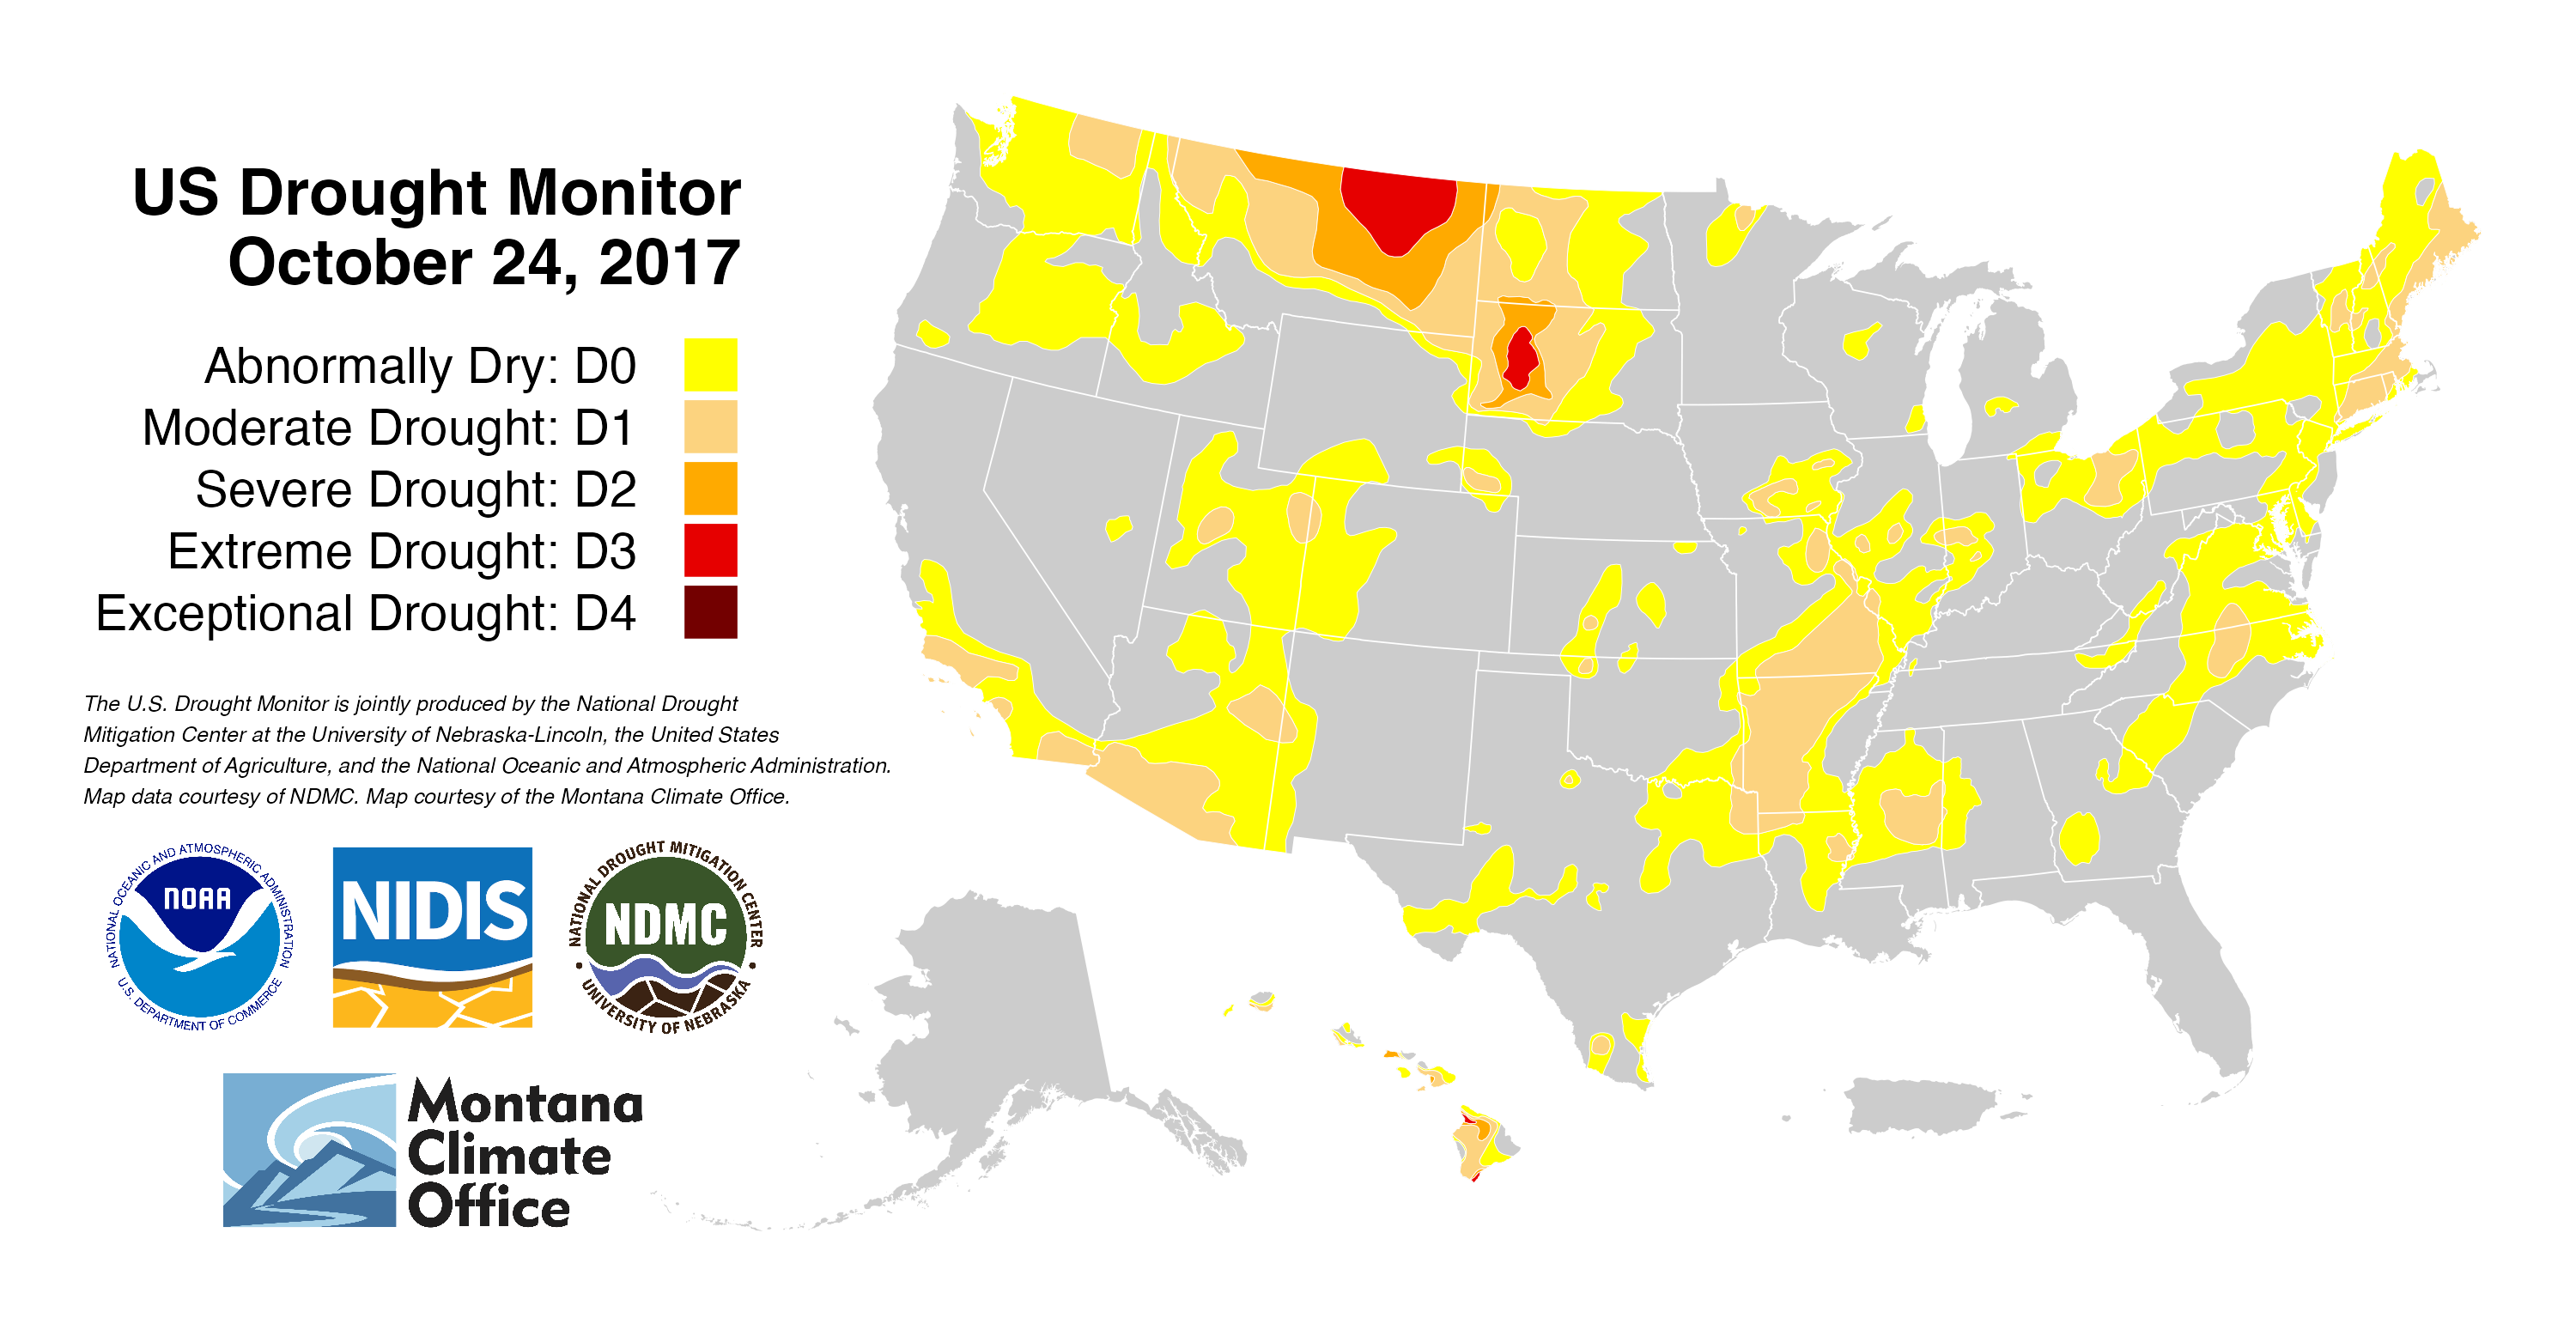 US Drought Monitor
October 24, 2017
Abnormally Dry: D0
Moderate Drought: D1
Severe Drought: D2
Extreme Drought: D3
Exceptional Drought: D4
The U.S. Drought Monitor is jointly produced by the National Drought
Mitigation Center at the University of Nebraska-Lincoln, the United States
Department of Agriculture, and the National Oceanic and Atmospheric Administration.
Map data courtesy of NDMC. Map courtesy of the Montana Climate Office.
NATIONAL OCEANIC AND ATMOSPHERIC ADMINISTRATION
NOAA
U.S. DEPARTMENT OF COMMERCE
NIDIS
NATIONAL DROUGHT MITIGATION CENTER
NDMC
• UNIVERSITY OF NEBRASKA •
Montana
Climate
Office